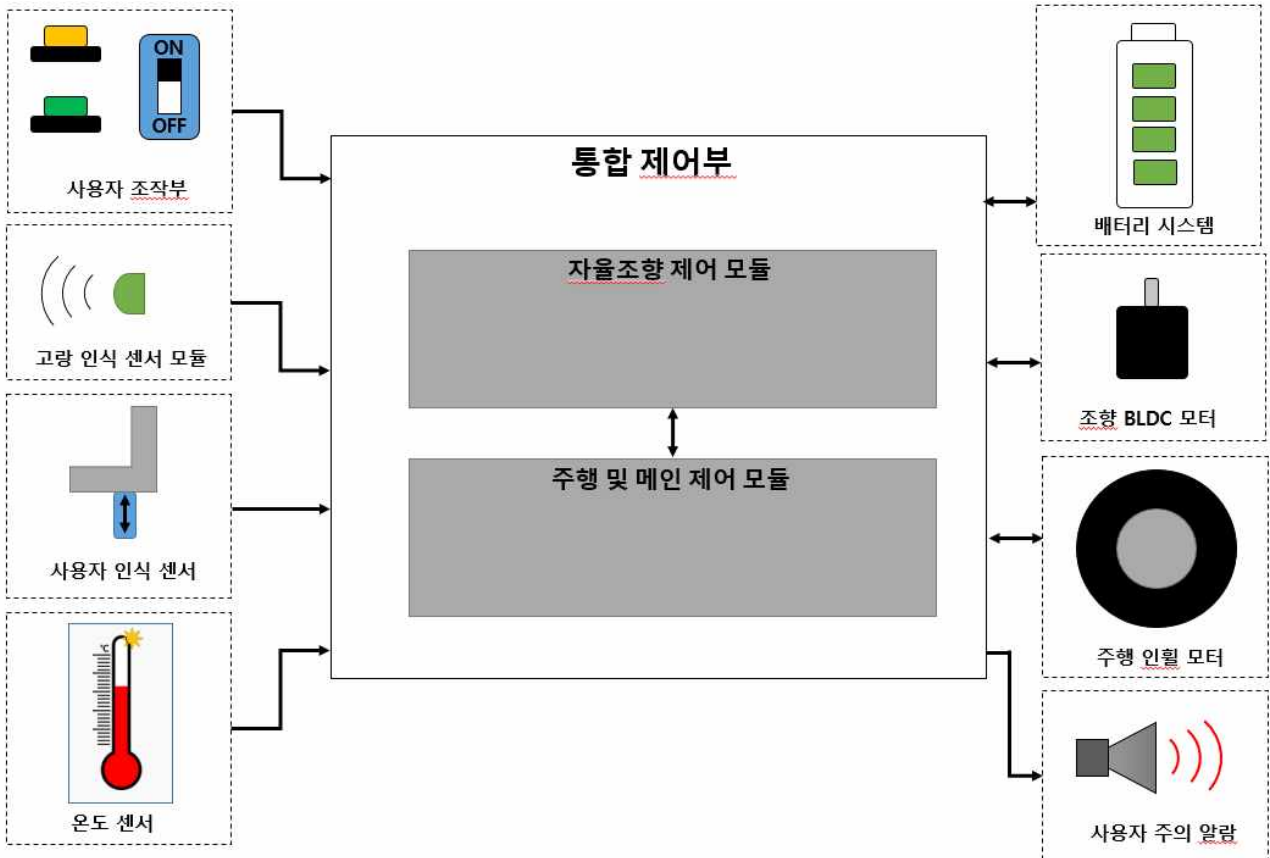 ON
OFF
사용자 조작부
고랑 인식 센서 모듈
사용자 인식 센서
℃
온도 센서
통합 제어부
자율조향 제어 모듈
주행 및 메인 제어 모듈
배터리 시스템
조향 BLDC 모터
주행 인휠 모터
사용자 주의 알람